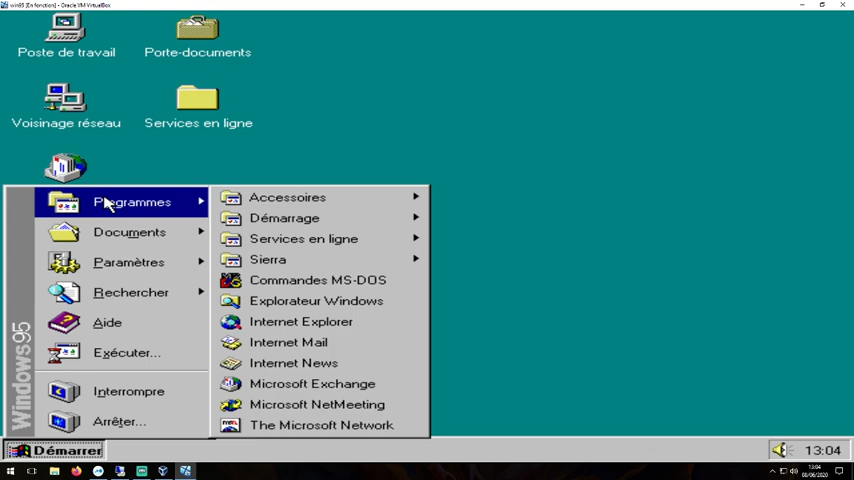 win95 [En fonction] - Oracle VM VirtualBox
Poste de travail
Porte-documents
Voisinage réseau
Services en ligne
Programmes
Documents
Paramètres
Rechercher
Aide
Exécuter...
Interrompre
Arrêter...
Windows95
Accessoires
Démarrage
Services en ligne
Sierra
Commandes MS-DOS
Explorateur Windows
Internet Explorer
Internet Mail
Internet News
Microsoft Exchange
Microsoft NetMeeting
The Microsoft Network
Démarrer
13:04
13:04
08/06/2020